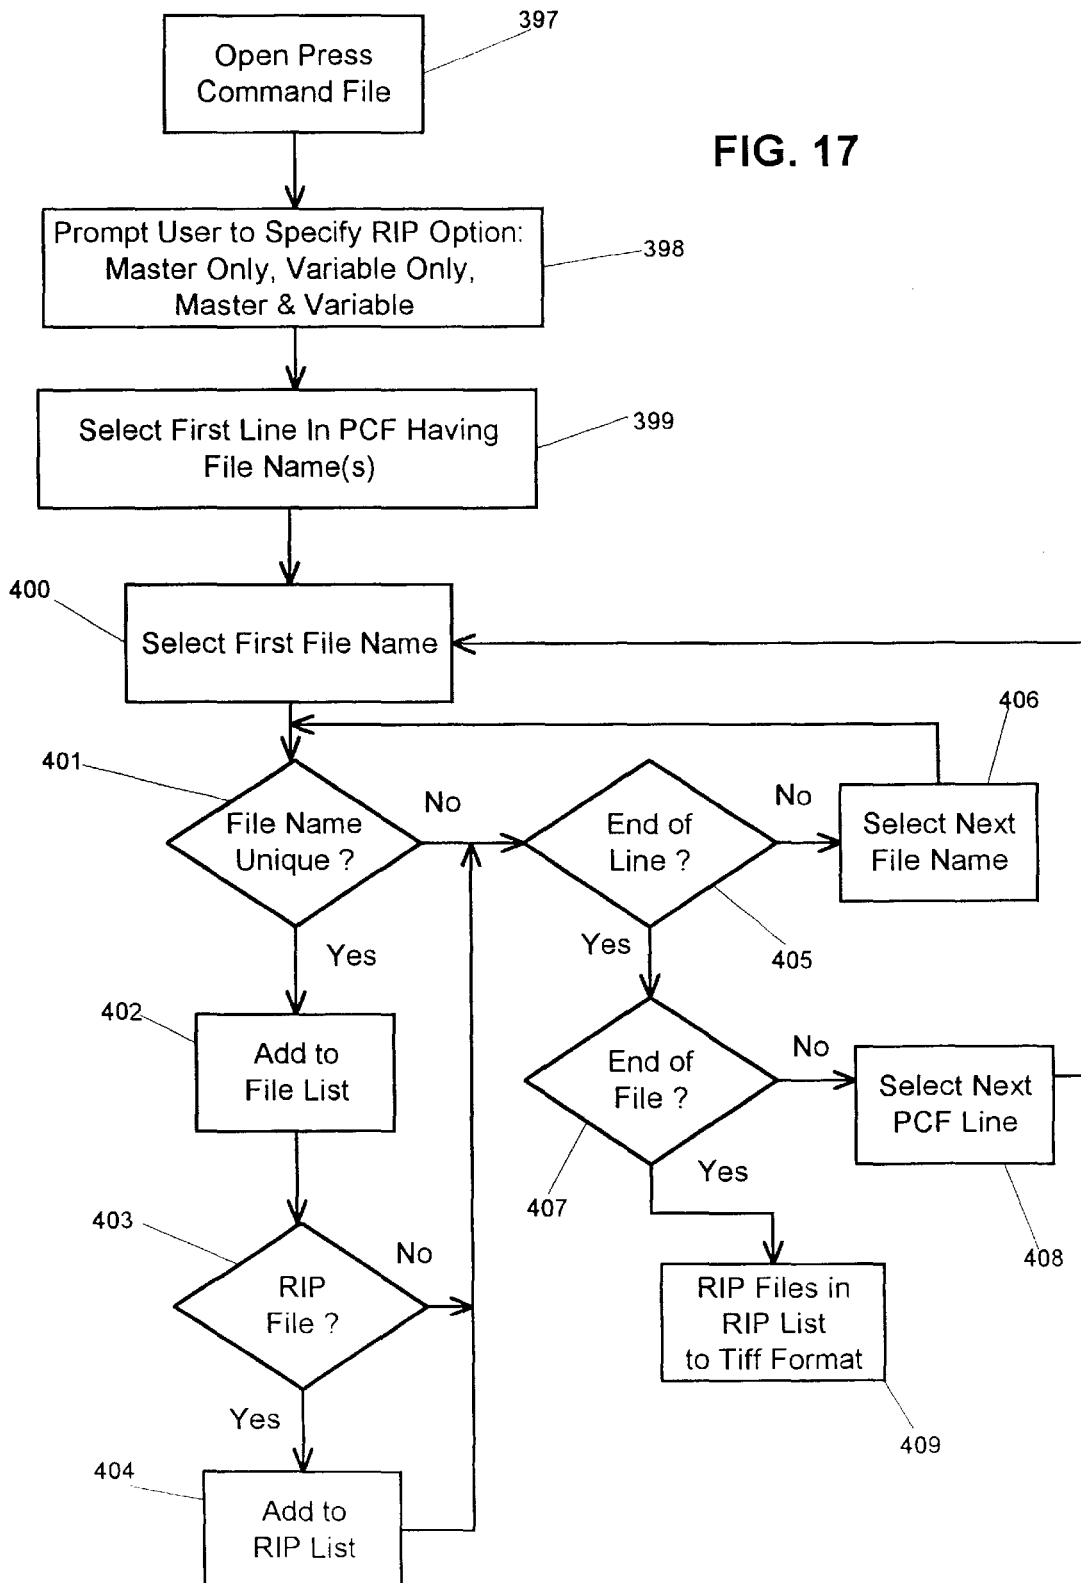 397
Open Press
Command File
FIG. 17
Prompt User to Specify RIP Option:
Master Only, Variable Only,
Master & Variable
398
Select First Line In PCF Having
File Name(s)
399
400
Select First File Name
406
401
File Name
Unique ?
No
End of
Line ?
No
Select Next
File Name
Yes
Yes
405
402
Add to
File List
End of
File ?
No
Select Next
PCF Line
Yes
407
408
403
RIP
File ?
No
RIP Files in
RIP List
to Tiff Format
Yes
409
404
Add to
RIP List